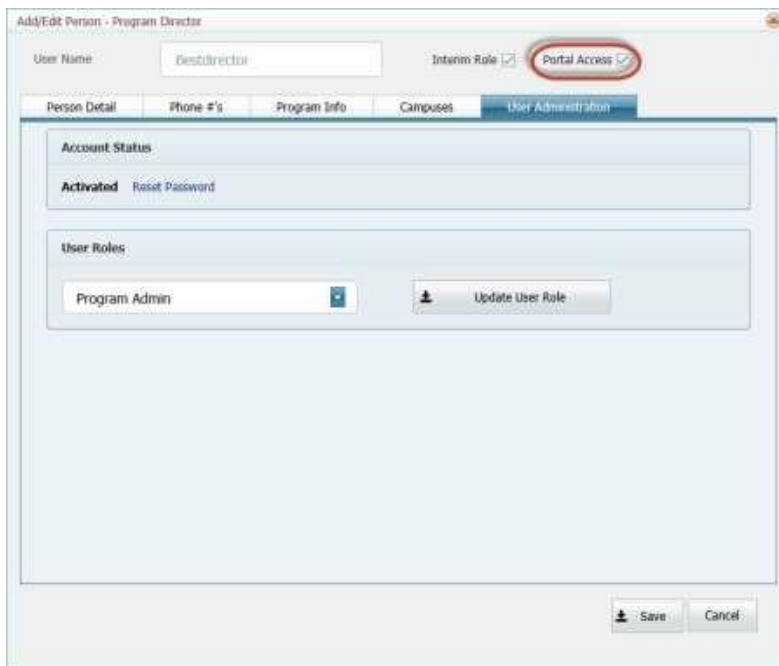 Add/Edit Person - Program Director
User Name Bestdirector Interim Role Portal Access
Person Detail Phone #'s Program Info Campuses User Administration
Account Status
Activated Reset Password
User Roles
Program Admin Update User Role
Save Cancel